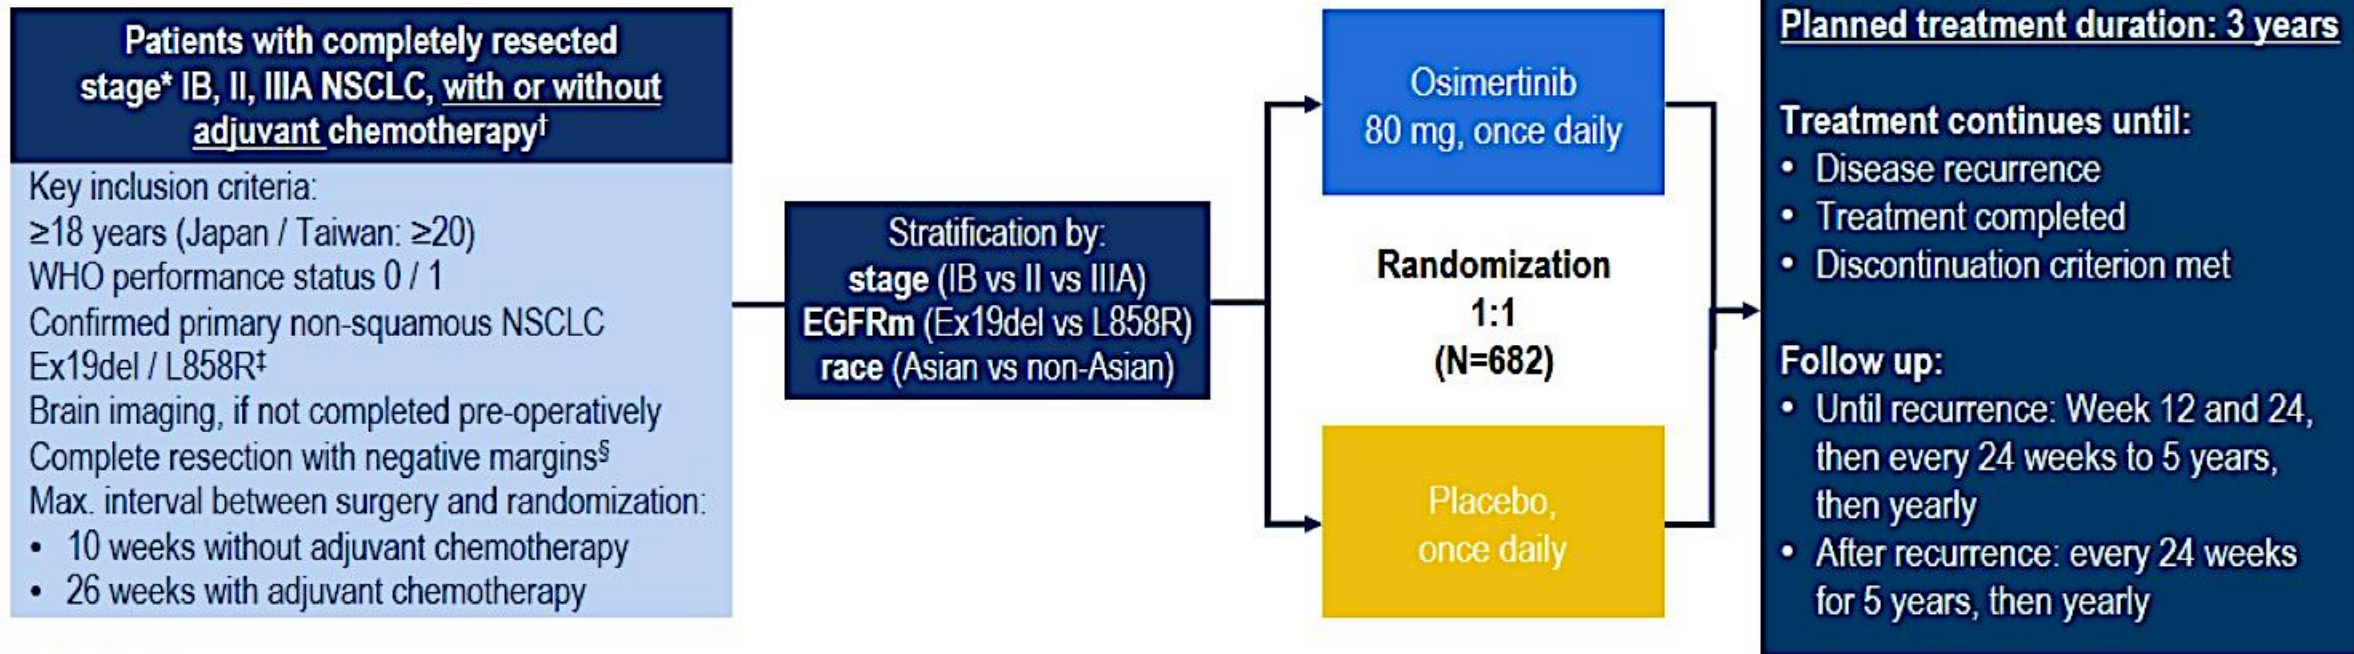 Patients with completely resected
stage* IB, II, IIIA NSCLC, with or without
adjuvant chemotherapy†
Key inclusion criteria:
≥18 years (Japan / Taiwan: ≥20)
WHO performance status 0 / 1
Confirmed primary non-squamous NSCLC
Ex19del / L858R‡
Brain imaging, if not completed pre-operatively
Complete resection with negative margins§
Max. interval between surgery and randomization:
• 10 weeks without adjuvant chemotherapy
• 26 weeks with adjuvant chemotherapy
Stratification by:
stage (IB vs II vs IIIA)
EGFRm (Ex19del vs L858R)
race (Asian vs non-Asian)
Osimertinib
80 mg, once daily
Randomization
1:1
(N=682)
Placebo,
once daily
Planned treatment duration: 3 years
Treatment continues until:
• Disease recurrence
• Treatment completed
• Discontinuation criterion met
Follow up:
• Until recurrence: Week 12 and 24,
then every 24 weeks to 5 years,
then yearly
• After recurrence: every 24 weeks
for 5 years, then yearly